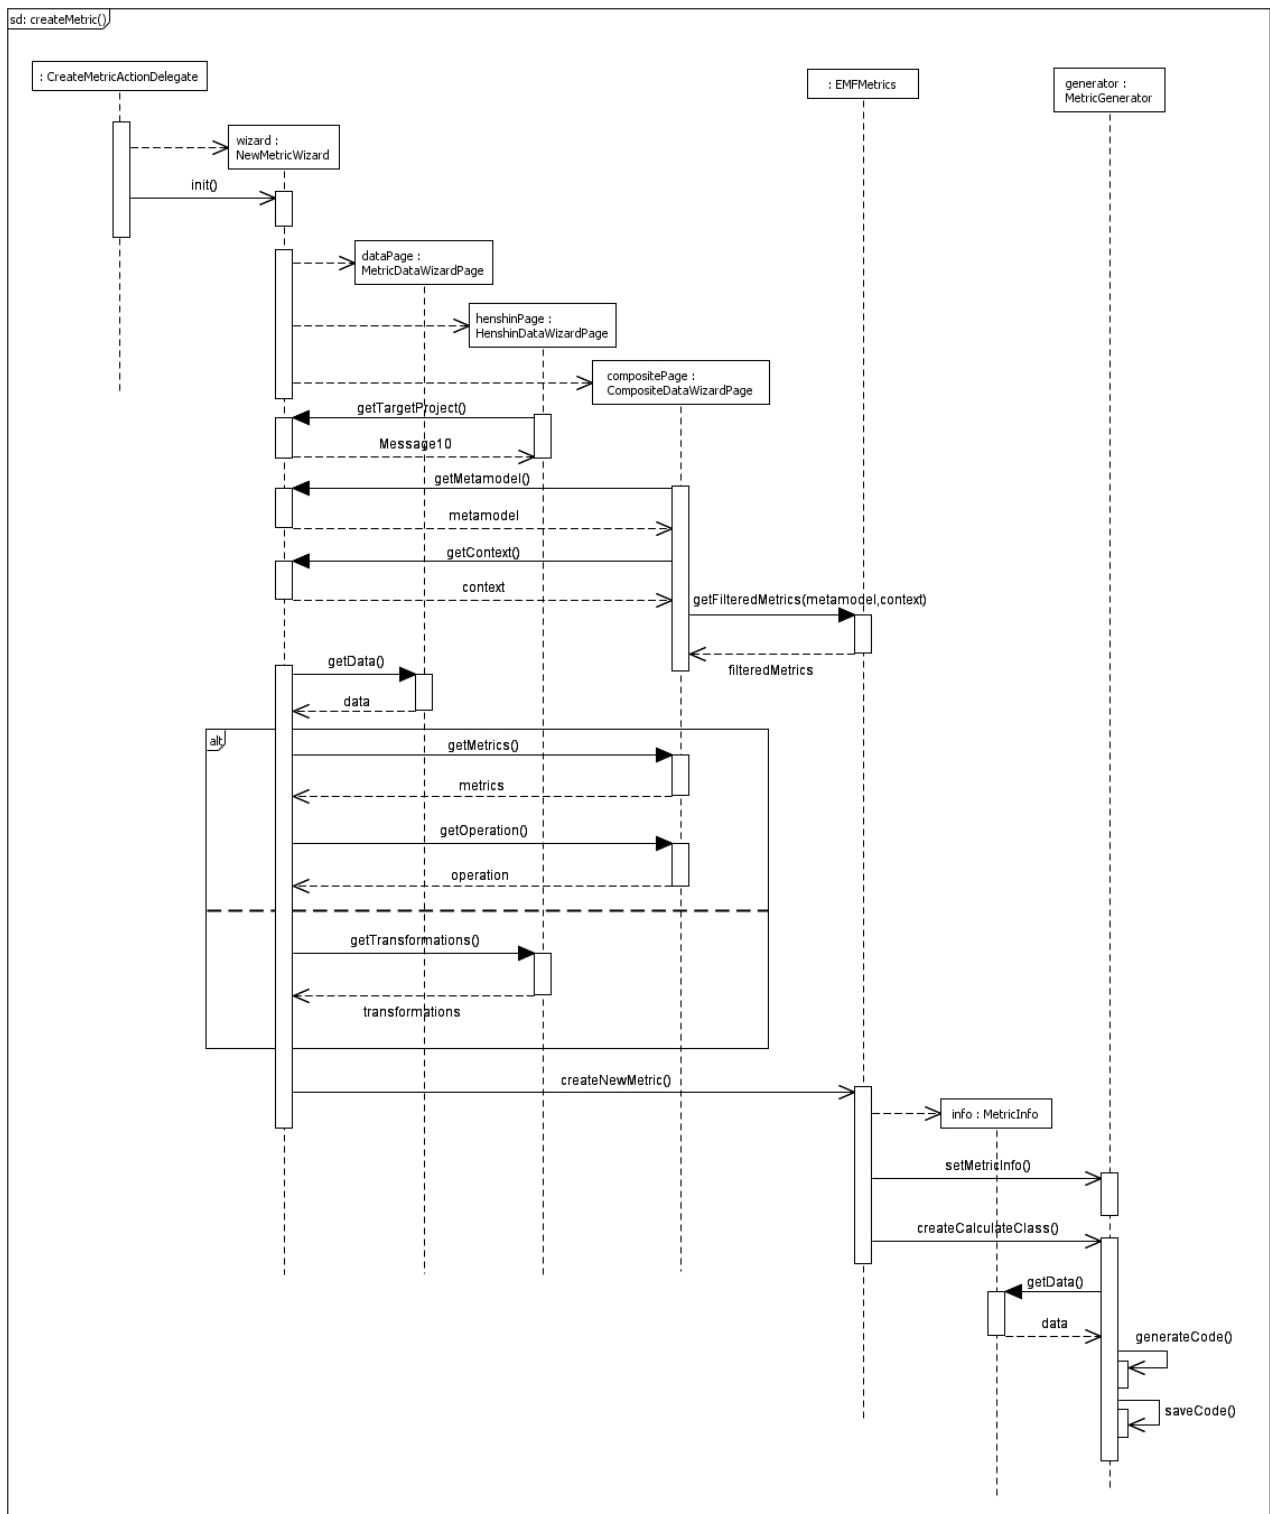 sd: createMetric()
: CreateMetricActionDelegate
: EMFMetrics
generator :
MetricGenerator
wizard :
NewMetricWizard
init()
dataPage :
MetricDataWizardPage
henshinPage :
HenshinDataWizardPage
compositePage :
CompositeDataWizardPage
getTargetProject()
Message10
getMetamodel()
metamodel
getContext()
context
getFilteredMetrics(metamodel,context)
filteredMetrics
getData()
data
alt
getMetrics()
metrics
getOperation()
operation
getTransformations()
transformations
createNewMetric()
info : MetricInfo
setMetricInfo()
createCalculateClass()
getData()
data
generateCode()
saveCode()